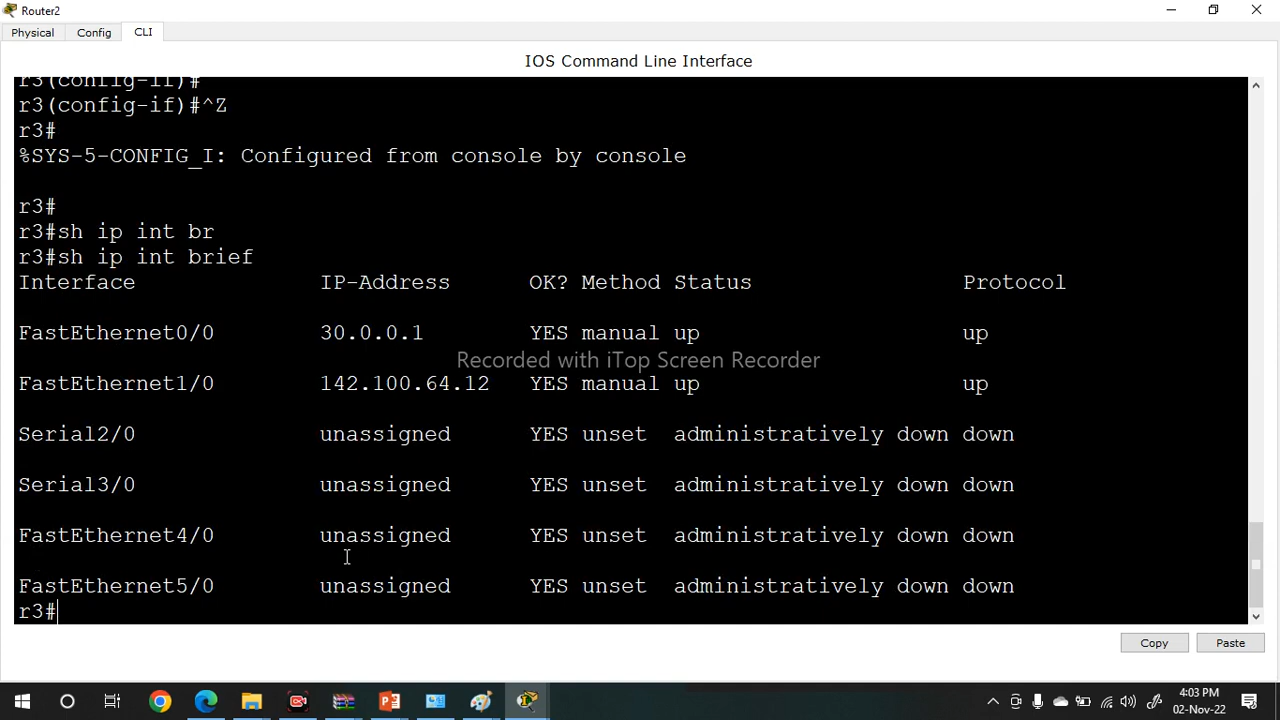 Router2
Physical Config CLI
IOS Command Line Interface
r3(config-if)#
r3(config-if)#^Z
r3#
%SYS-5-CONFIG_I: Configured from console by console
r3#
r3#sh ip int br
r3#sh ip int brief
Interface IP-Address OK? Method Status Protocol
FastEthernet0/0 30.0.0.1 YES manual up up
Recorded with iTop Screen Recorder
FastEthernet1/0 142.100.64.12 YES manual up up
Serial2/0 unassigned YES unset administratively down down
Serial3/0 unassigned YES unset administratively down down
FastEthernet4/0 unassigned YES unset administratively down down
FastEthernet5/0 unassigned YES unset administratively down down
r3#
Copy Paste
4:03 PM
02-Nov-22